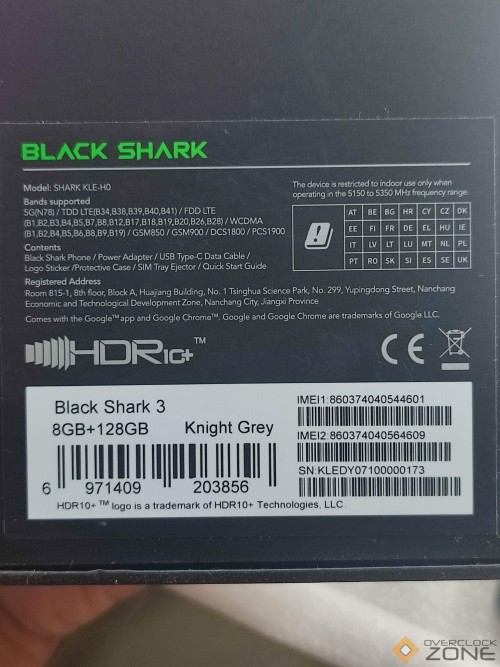 BLACK SHARK
Model: SHARK KLE-H0
Bands supported
5G(N78) / TDD LTE(B34,B38,B39,B40,B41) / FDD LTE
(B1,B2,B3,B4,B5,B7,B8,B12,B17,B18,B19,B20,B26,B28) / WCDMA
(B1,B2,B4,B5,B6,B8,B9,B19) / GSM850 / GSM900 / DCS1800 / PCS1900
Contents
Black Shark Phone / Power Adapter / USB Type-C Data Cable /
Logo Sticker /Protective Case / SIM Tray Ejector / Quick Start Guide
The device is restricted to indoor use only when
operating in the 5150 to 5350 MHz frequency range.
AT BE BG HR CY CZ DK
EE FI FR DE EL HU IE
IT LV LT LU MT NL PL
PT RO SK SI ES SE UK
Registered Address
Room 815-1, 8th floor, Block A, Huajiang Building, No. 1 Tsinghua Science Park, No. 299, Yupingdong Street, Nanchang
Economic and Technological Development Zone, Nanchang City, Jiangxi Province
Comes with the Google™ app and Google Chrome™. Google and Google Chrome are trademarks of Google LLC.
HDR10+™
CE
Black Shark 3
8GB+128GB Knight Grey
6 971409 203856
IMEI1:860374040544601
IMEI2:860374040564609
SN:KLEDY07100000173
HDR10+ ™ logo is a trademark of HDR10+ Technologies, LLC.
OVERCLOCK
ZONE